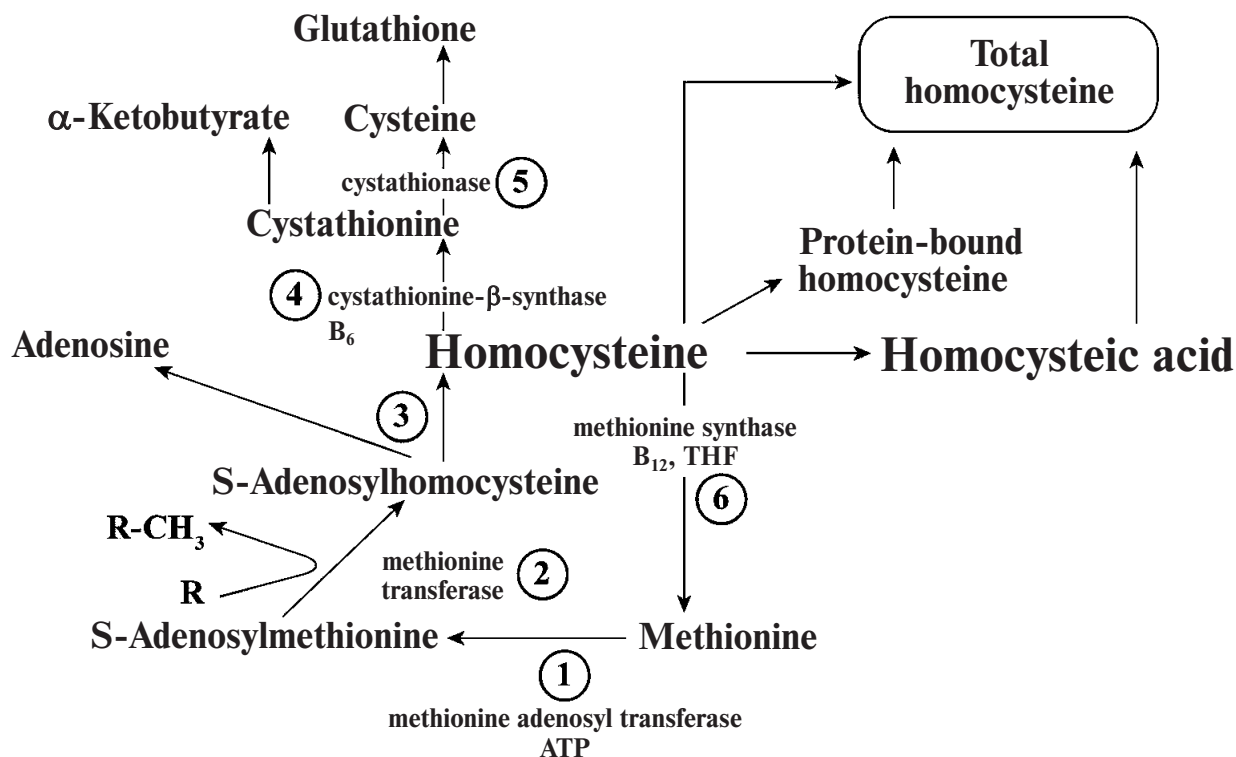 Glutathione
Total
homocysteine
α-Ketobutyrate
Cysteine
cystathionase
5
Cystathionine
Protein-bound
homocysteine
4
cystathionine-β-synthase
B₆
Adenosine
Homocysteine
Homocysteic acid
3
methionine synthase
B₁₂, THF
6
S-Adenosylhomocysteine
R-CH₃
R
methionine
transferase
2
S-Adenosylmethionine
Methionine
1
methionine adenosyl transferase
ATP